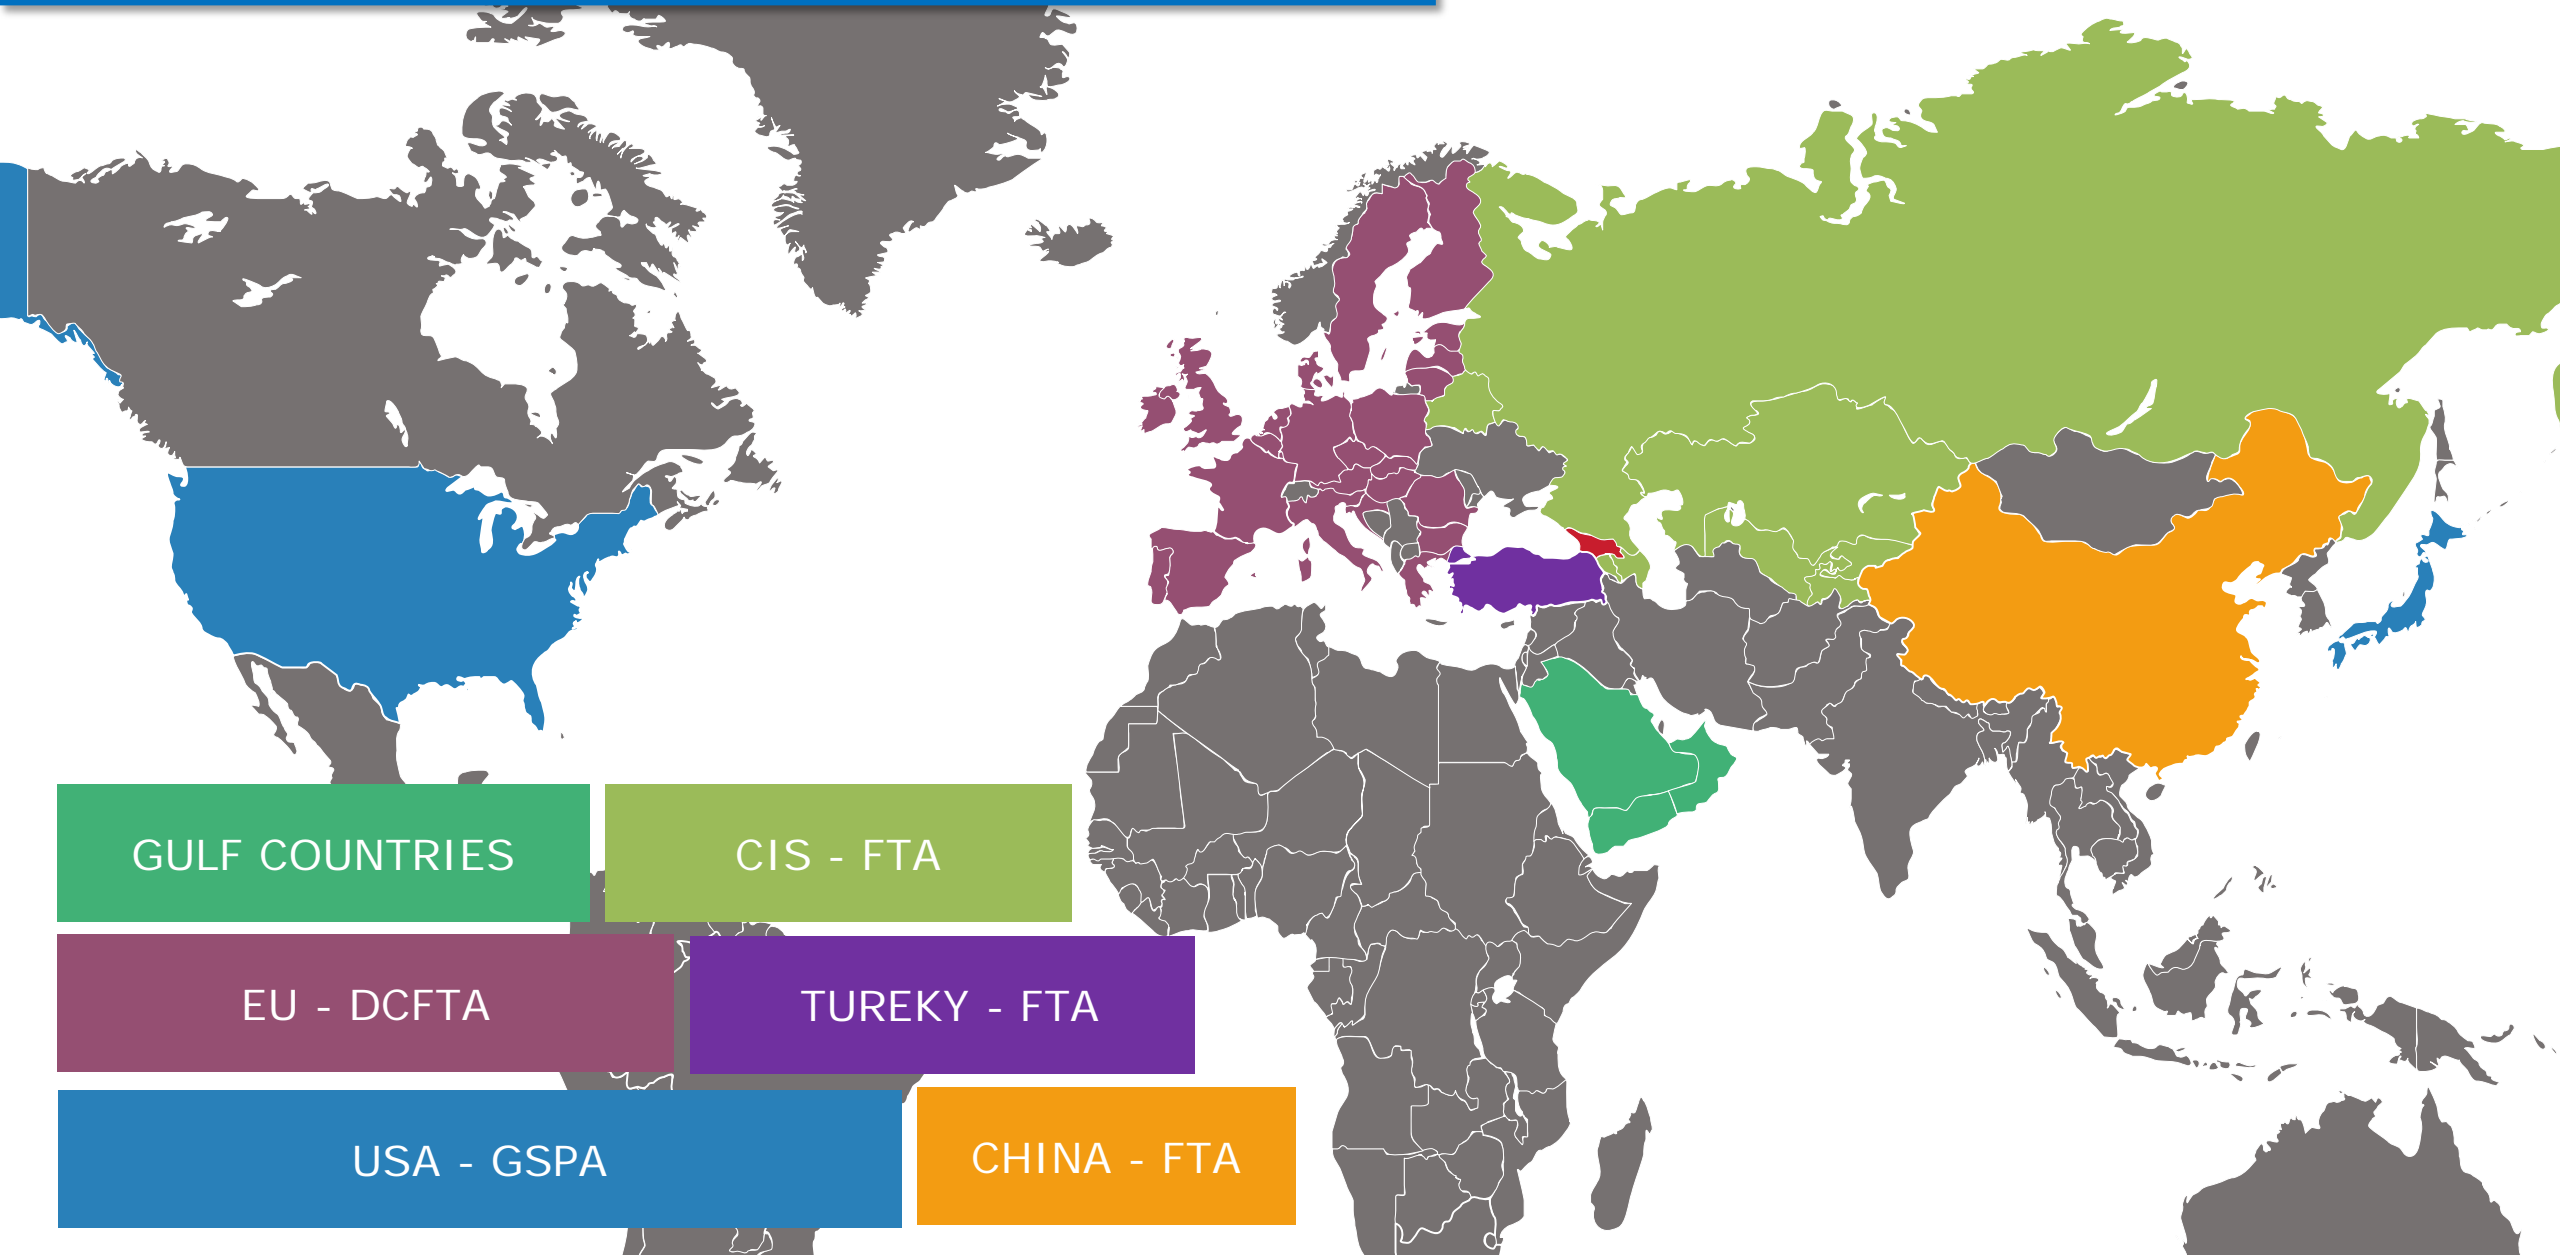 GULF COUNTRIES
CIS - FTA
EU - DCFTA
TUREKY - FTA
USA - GSPA
CHINA - FTA